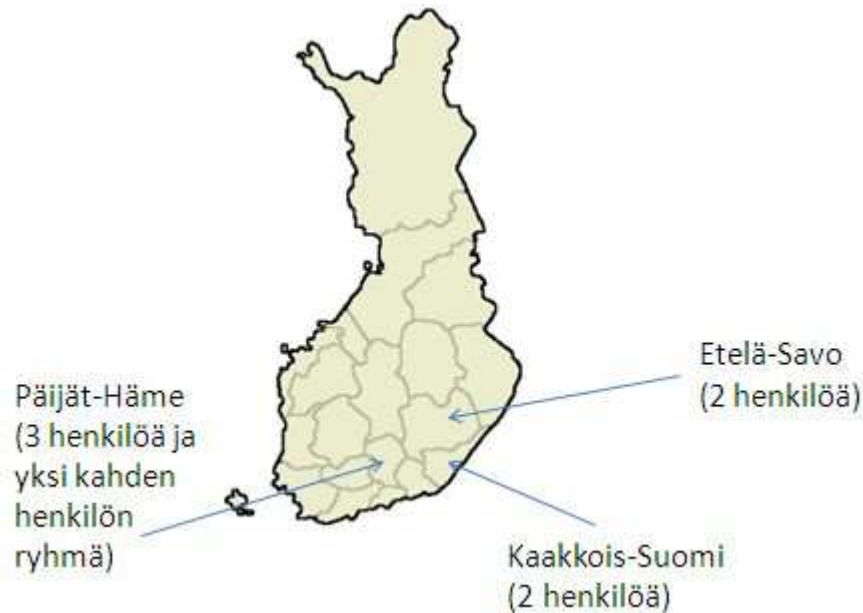 Etelä-Savo
(2 henkilöä)
Päijät-Häme
(3 henkilöä ja
yksi kahden
henkilön
ryhmä)
Kaakkois-Suomi
(2 henkilöä)